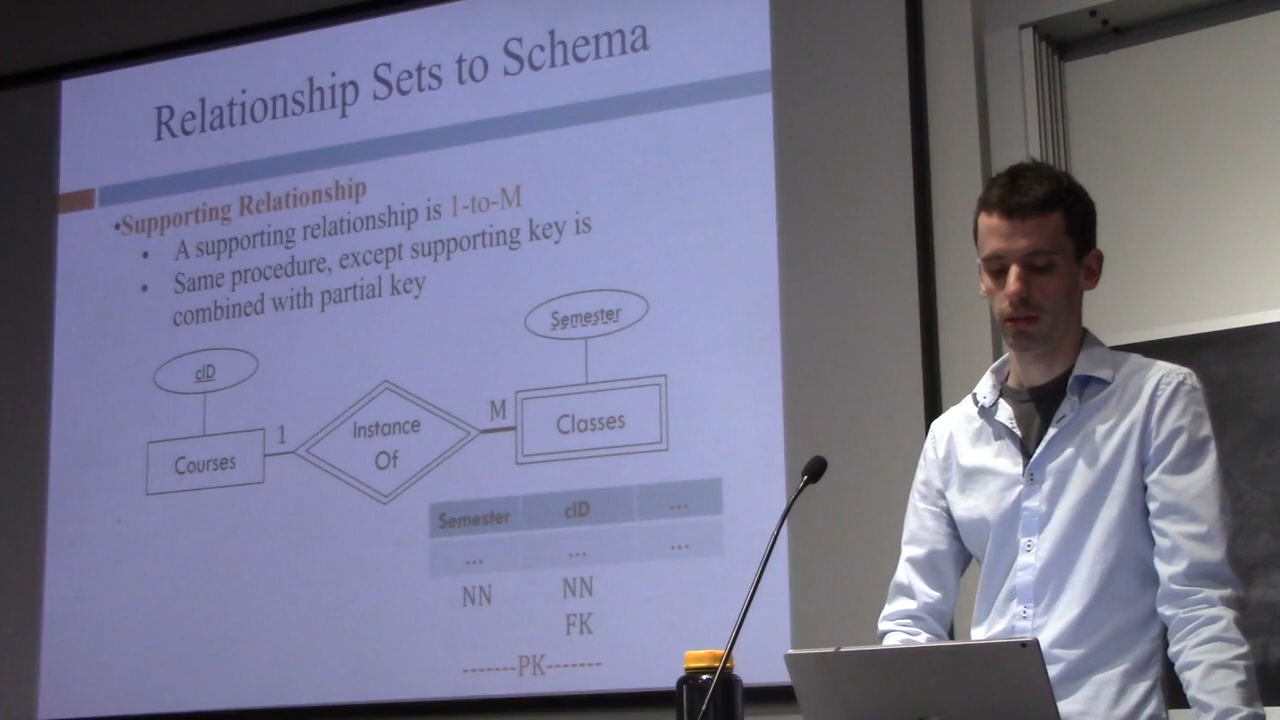 Relationship Sets to Schema
•Supporting Relationship
• A supporting relationship is 1-to-M
• Same procedure, except supporting key is
combined with partial key
Semester
cID
1
Instance
Of
M
Classes
Courses
Semester cID ...
... ... ...
NN NN
FK
-------PK-------